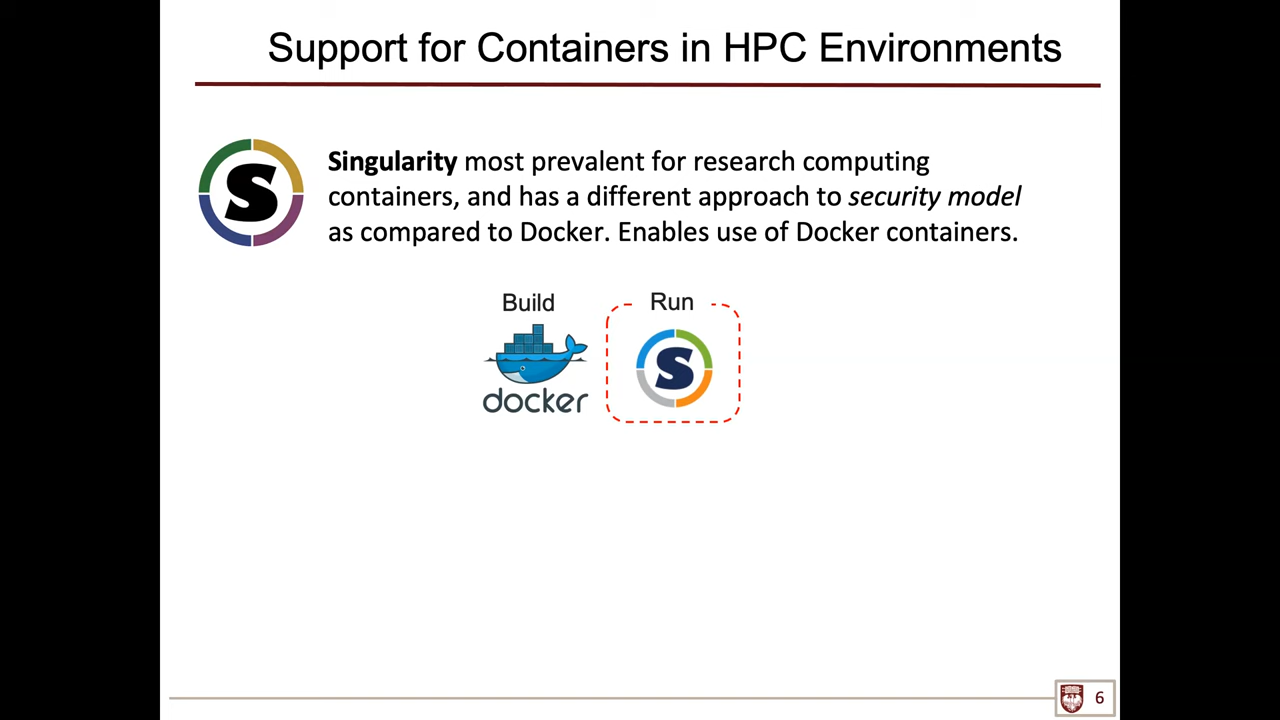 Support for Containers in HPC Environments
S
Singularity most prevalent for research computing
containers, and has a different approach to security model
as compared to Docker. Enables use of Docker containers.
Build
Run
docker
S
6